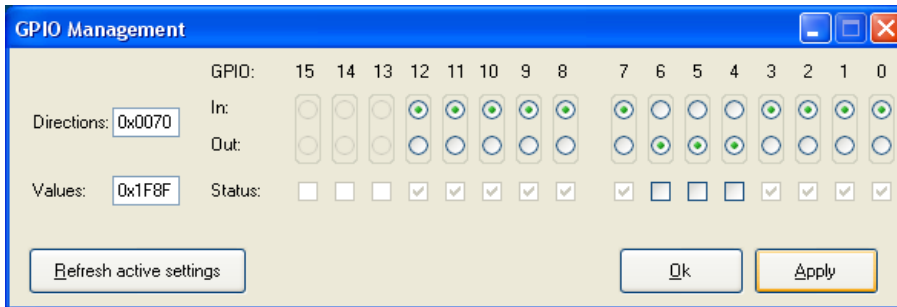 GPIO Management
GPIO: 15 14 13 12 11 10 9 8 7 6 5 4 3 2 1 0
In:
Directions: 0x0070
Out:
Values: 0x1F8F Status:
Refresh active settings Ok Apply